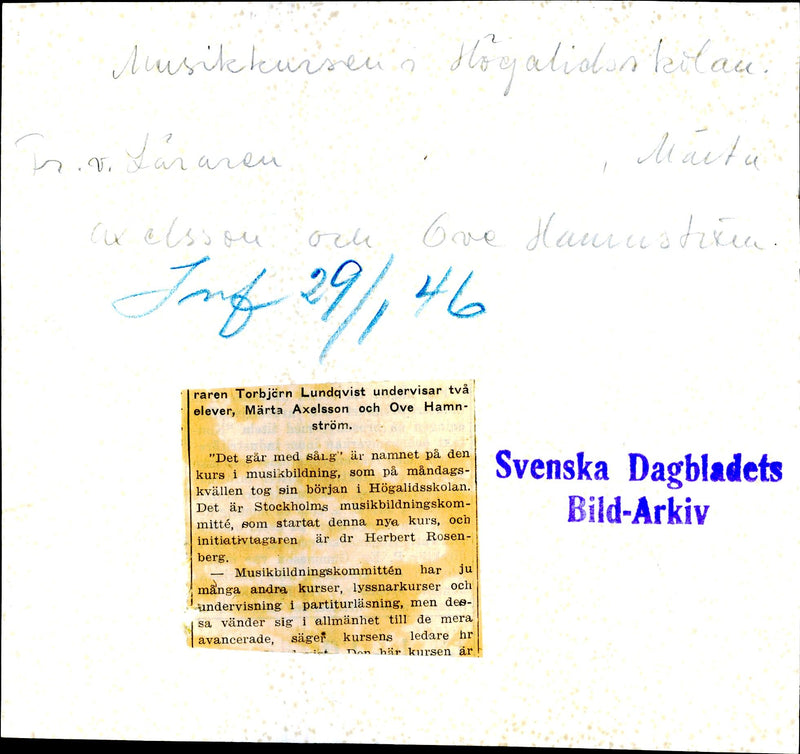 Musikkursen i Högalidsskolan.
Fr. v. Läraren , Märta
Axelsson och Ove Hamnström.
Inf 29/1 46
raren Torbjörn Lundqvist undervisar två
elever, Märta Axelsson och Ove Hamn-
ström.
"Det går med sång" är namnet på den
kurs i musikbildning, som på måndags-
kvällen tog sin början i Högalidsskolan.
Det är Stockholms musikbildningskom-
mitté, som startat denna nya kurs, och
initiativtagaren är dr Herbert Rosen-
berg.
— Musikbildningskommittén har ju
många andra kurser, lyssnarkurser och
undervisning i partiturläsning, men des-
sa vänder sig i allmänhet till de mera
avancerade, säger kursens ledare hr
Den här kursen är
Svenska Dagbladets
Bild-Arkiv